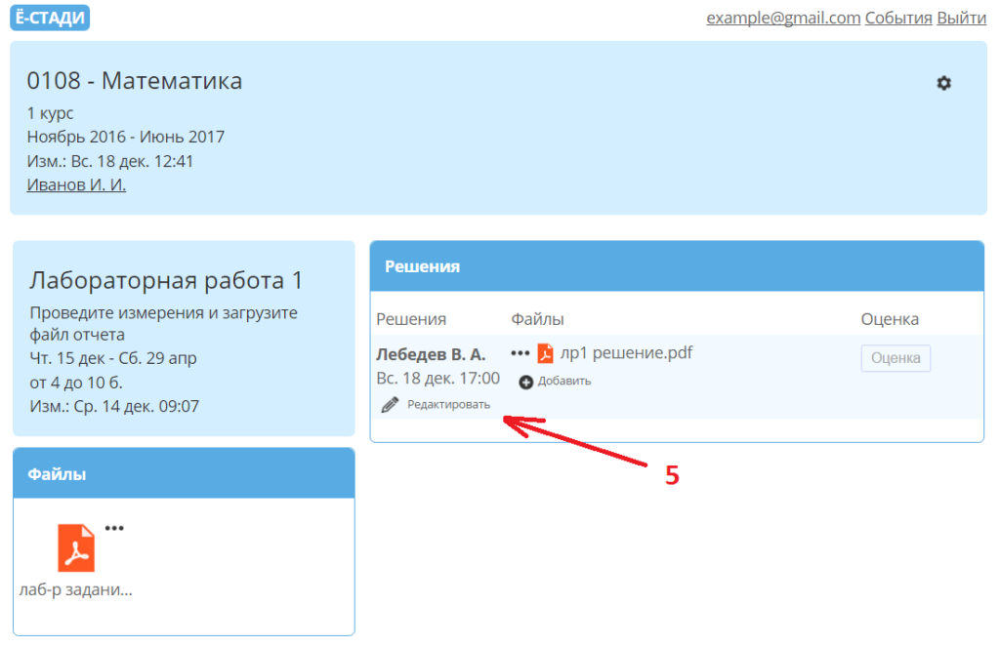 Ё-СТАДИ
example@gmail.com События Выйти
0108 - Математика
1 курс
Ноябрь 2016 - Июнь 2017
Изм.: Вс. 18 дек. 12:41
Иванов И. И.
Лабораторная работа 1
Проведите измерения и загрузите
файл отчета
Чт. 15 дек - Сб. 29 апр
от 4 до 10 б.
Изм.: Ср. 14 дек. 09:07
Решения
Решения Файлы Оценка
Лебедев В. А. ••• лр1 решение.pdf Оценка
Вс. 18 дек. 17:00 Добавить
Редактировать
5
Файлы
•••
лаб-р задани...